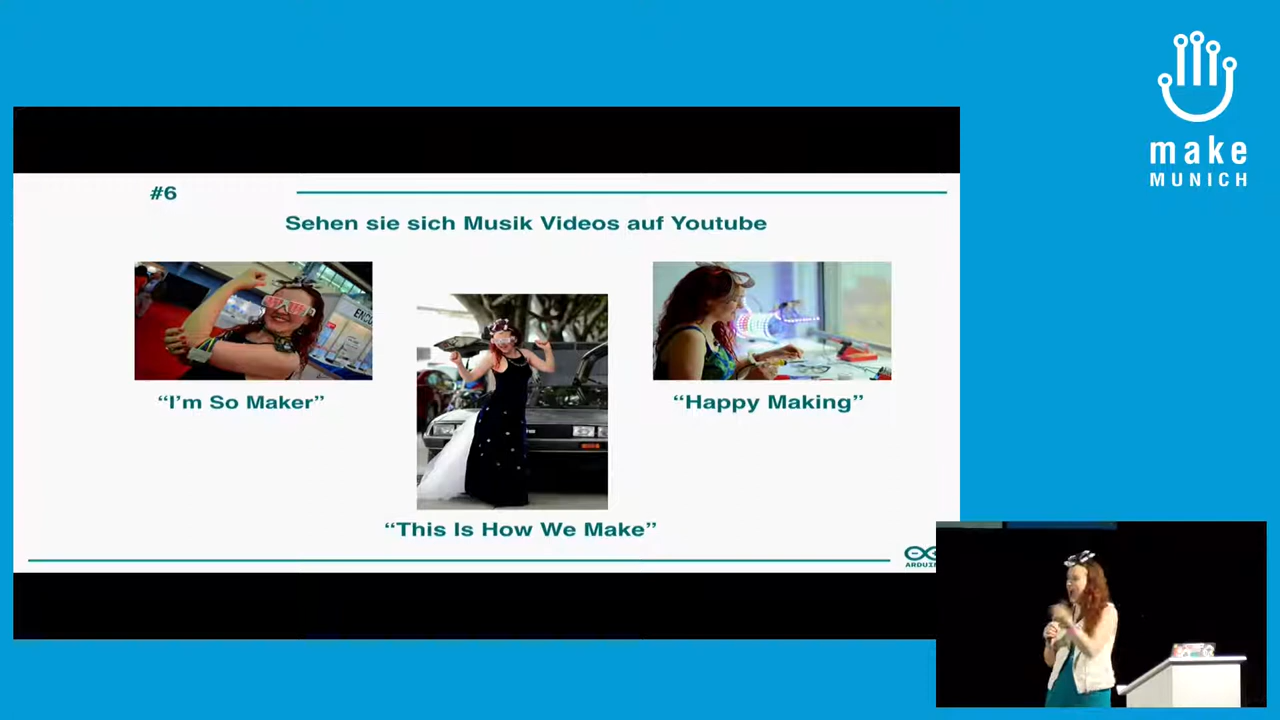 #6
Sehen sie sich Musik Videos auf Youtube
“I’m So Maker”
“Happy Making”
“This Is How We Make”
make
MUNICH